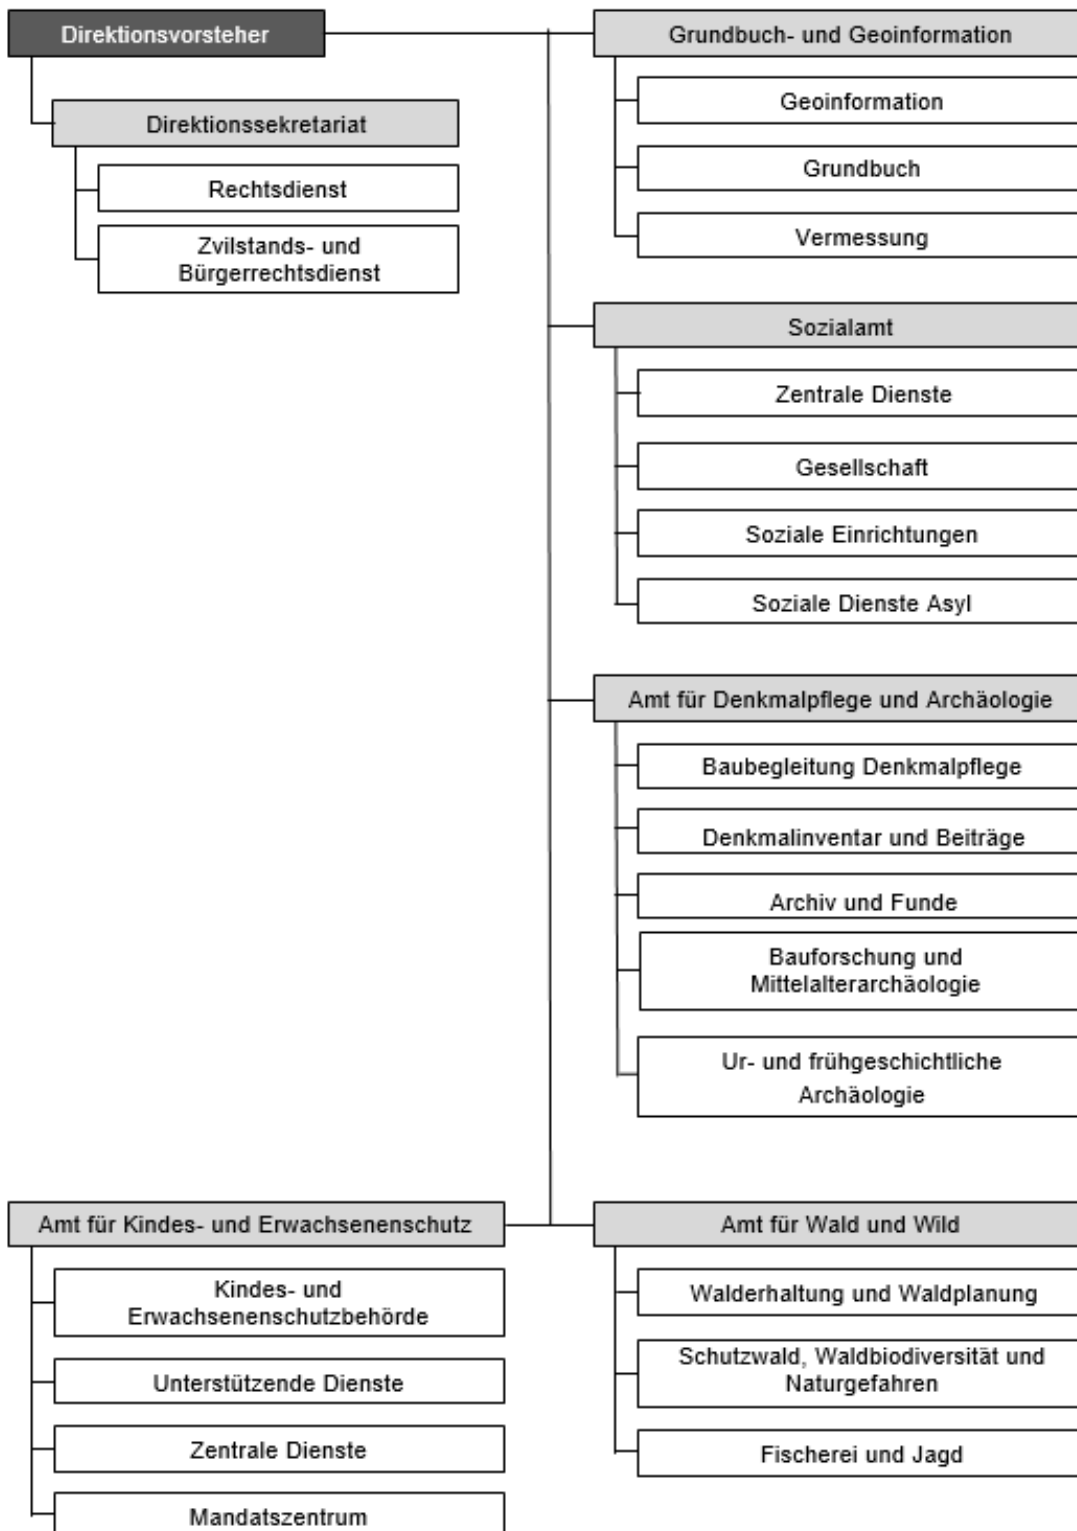 Direktionsvorsteher
Direktionssekretariat
Rechtsdienst
Zvilstands- und
Bürgerrechtsdienst
Grundbuch- und Geoinformation
Geoinformation
Grundbuch
Vermessung
Sozialamt
Zentrale Dienste
Gesellschaft
Soziale Einrichtungen
Soziale Dienste Asyl
Amt für Denkmalpflege und Archäologie
Baubegleitung Denkmalpflege
Denkmalinventar und Beiträge
Archiv und Funde
Bauforschung und
Mittelalterarchäologie
Ur- und frühgeschichtliche
Archäologie
Amt für Kindes- und Erwachsenenschutz
Kindes- und
Erwachsenenschutzbehörde
Unterstützende Dienste
Zentrale Dienste
Mandatszentrum
Amt für Wald und Wild
Walderhaltung und Waldplanung
Schutzwald, Waldbiodiversität und
Naturgefahren
Fischerei und Jagd